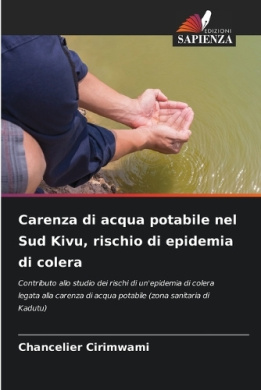 EDIZIONI
SAPIENZA
Carenza di acqua potabile nel
Sud Kivu, rischio di epidemia
di colera
Contributo allo studio dei rischi di un'epidemia di colera
legata alla carenza di acqua potabile (zona sanitaria di
Kadutu)
Chancelier Cirimwami